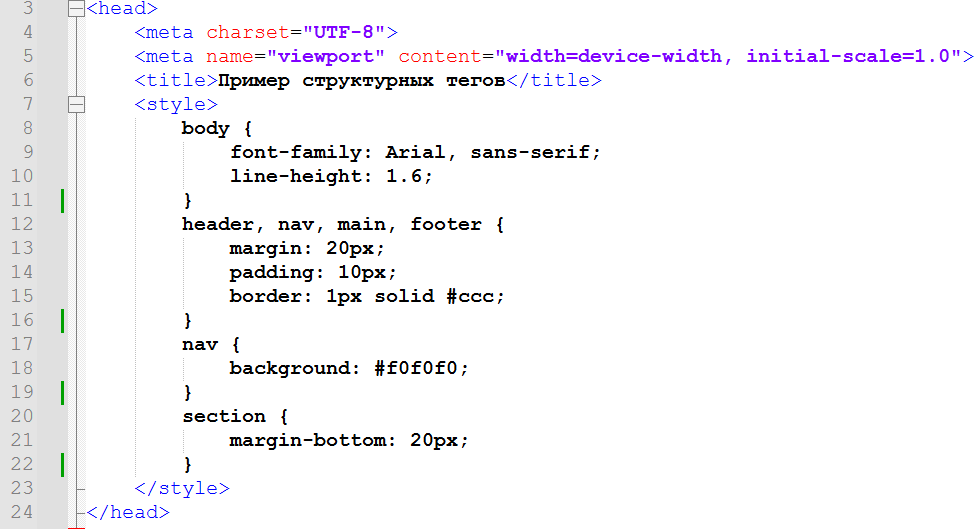 3 <head>
4 <meta charset="UTF-8">
5 <meta name="viewport" content="width=device-width, initial-scale=1.0">
6 <title>Пример структурных тегов</title>
7 <style>
8 body {
9 font-family: Arial, sans-serif;
10 line-height: 1.6;
11 }
12 header, nav, main, footer {
13 margin: 20px;
14 padding: 10px;
15 border: 1px solid #ccc;
16 }
17 nav {
18 background: #f0f0f0;
19 }
20 section {
21 margin-bottom: 20px;
22 }
23 </style>
24 </head>